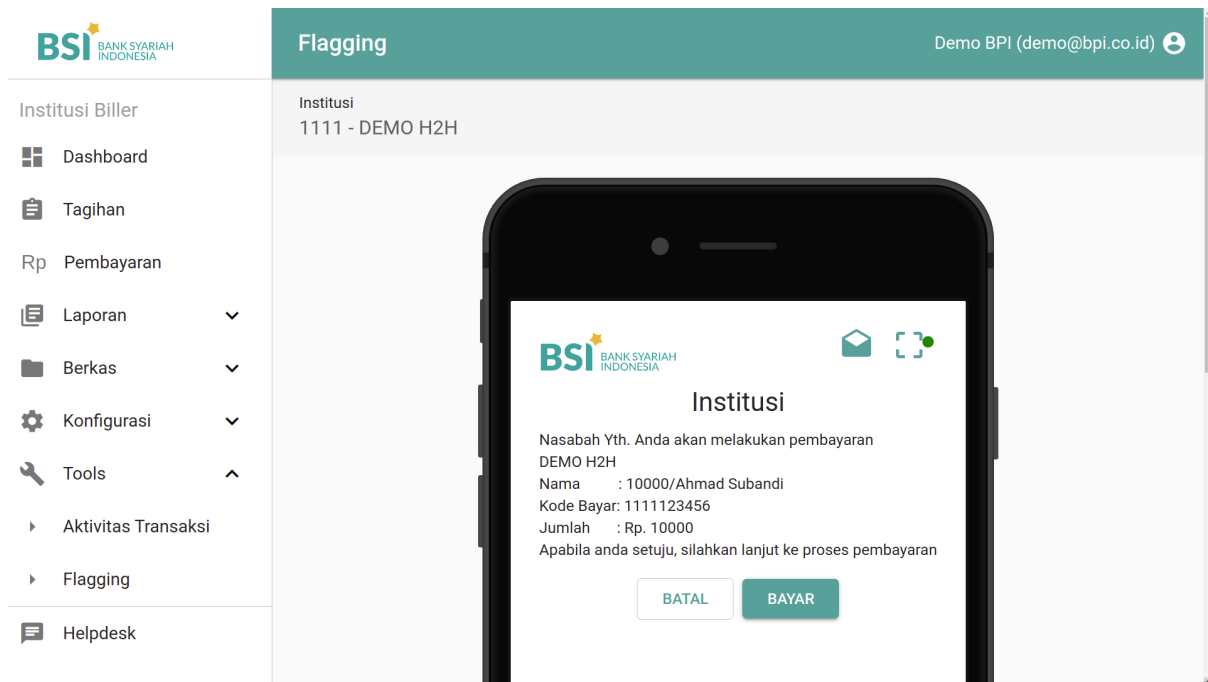 BSI BANK SYARIAH
INDONESIA
Flagging
Demo BPI (demo@bpi.co.id)
Institusi Biller
Dashboard
Tagihan
Rp Pembayaran
Laporan
Berkas
Konfigurasi
Tools
Aktivitas Transaksi
Flagging
Helpdesk
Institusi
1111 - DEMO H2H
BSI BANK SYARIAH
INDONESIA
Institusi
Nasabah Yth. Anda akan melakukan pembayaran
DEMO H2H
Nama : 10000/Ahmad Subandi
Kode Bayar: 1111123456
Jumlah : Rp. 10000
Apabila anda setuju, silahkan lanjut ke proses pembayaran
BATAL BAYAR